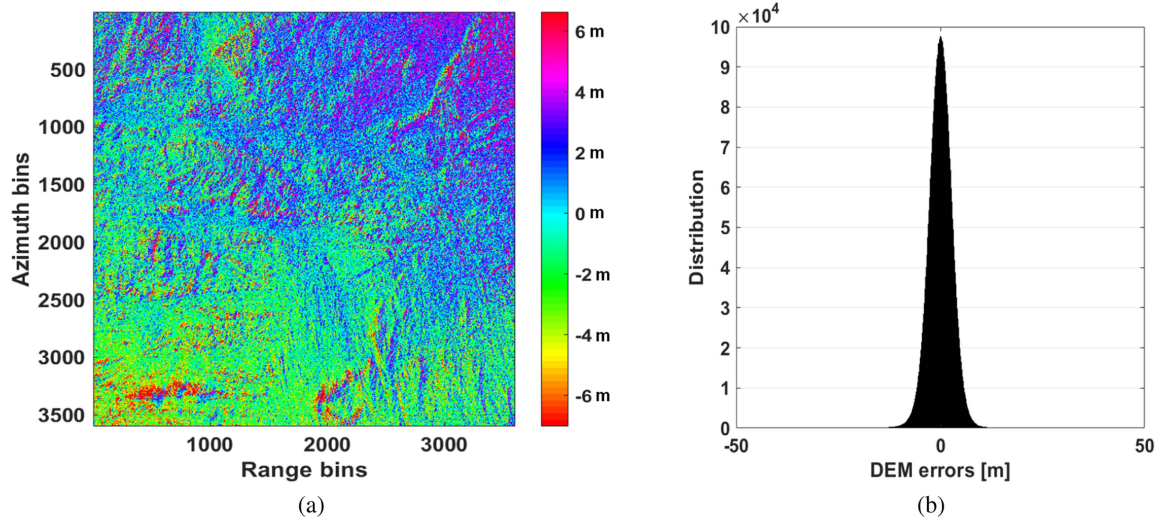 500
1000
1500
2000
2500
3000
3500
Azimuth bins
1000 2000 3000
Range bins
6 m
4 m
2 m
0 m
-2 m
-4 m
-6 m
(a)
×10⁴
10
9
8
7
6
5
4
3
2
1
0
Distribution
-50 0 50
DEM errors [m]
(b)